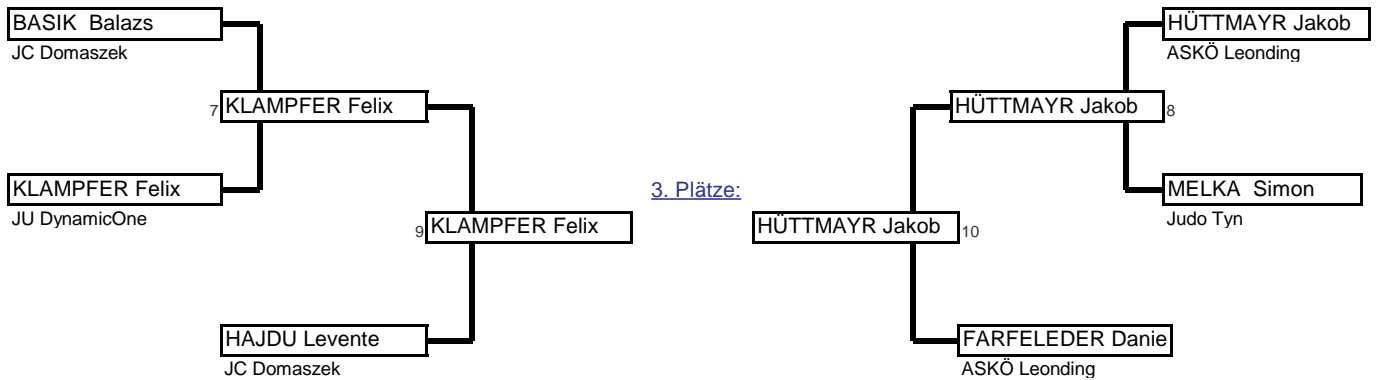 BASIK  Balazs
JC Domaszek
7 KLAMPFER Felix
KLAMPFER Felix
JU DynamicOne
9 KLAMPFER Felix
HAJDU Levente
JC Domaszek
3. Plätze:
HÜTTMAYR Jakob
ASKÖ Leonding
HÜTTMAYR Jakob 8
MELKA  Simon
Judo Tyn
HÜTTMAYR Jakob 10
FARFELEDER Danie
ASKÖ Leonding